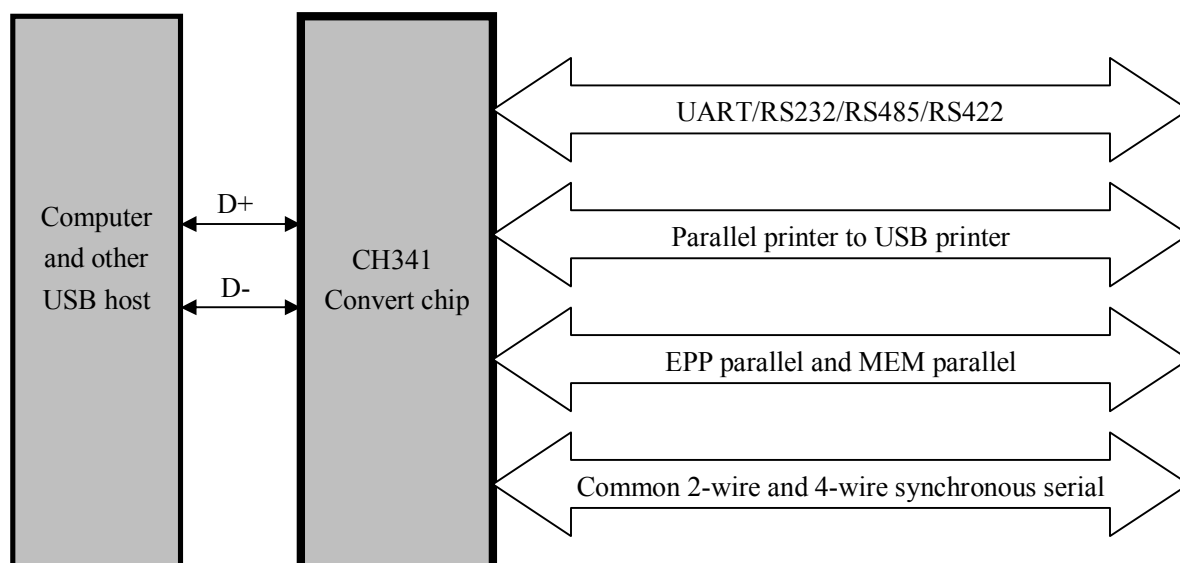 Computer
and other
USB host
D+
D-
CH341
Convert chip
UART/RS232/RS485/RS422
Parallel printer to USB printer
EPP parallel and MEM parallel
Common 2-wire and 4-wire synchronous serial